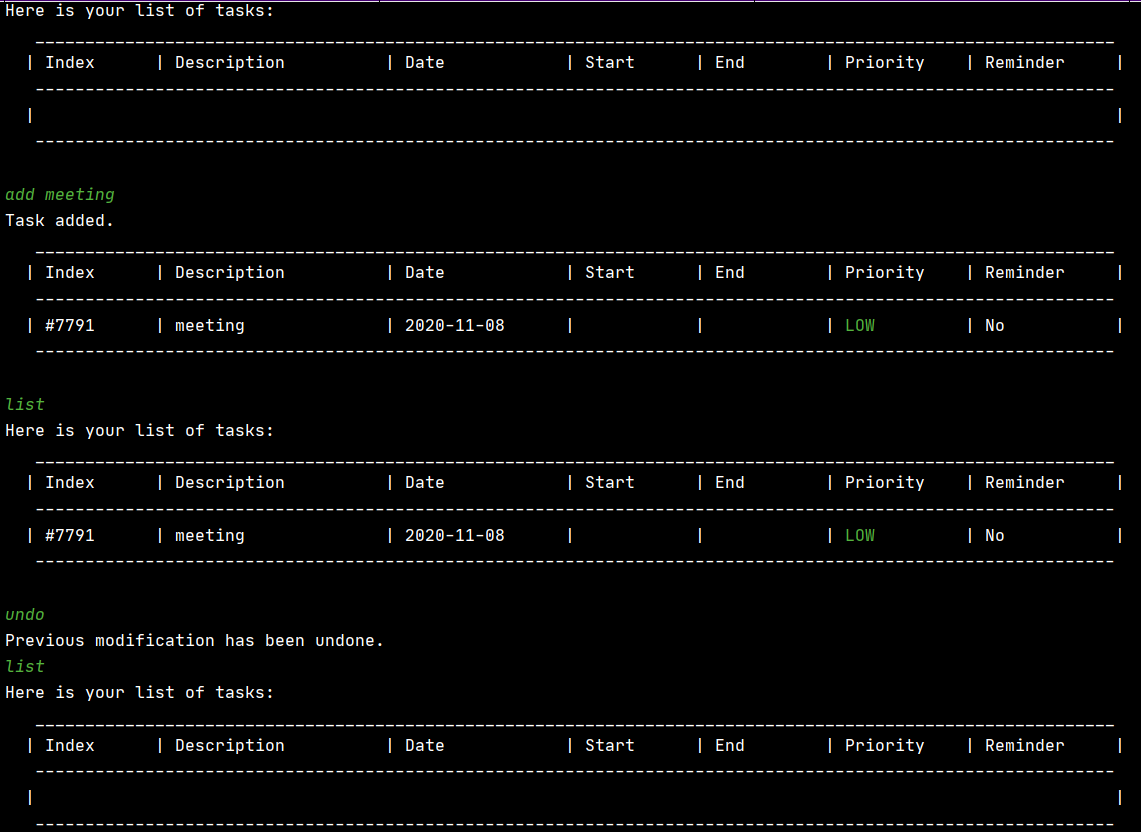 Here is your list of tasks:
| Index | Description | Date | Start | End | Priority | Reminder |
| |
add meeting
Task added.
| Index | Description | Date | Start | End | Priority | Reminder |
| #7791 | meeting | 2020-11-08 | | | LOW | No |
list
Here is your list of tasks:
| Index | Description | Date | Start | End | Priority | Reminder |
| #7791 | meeting | 2020-11-08 | | | LOW | No |
undo
Previous modification has been undone.
list
Here is your list of tasks:
| Index | Description | Date | Start | End | Priority | Reminder |
| |